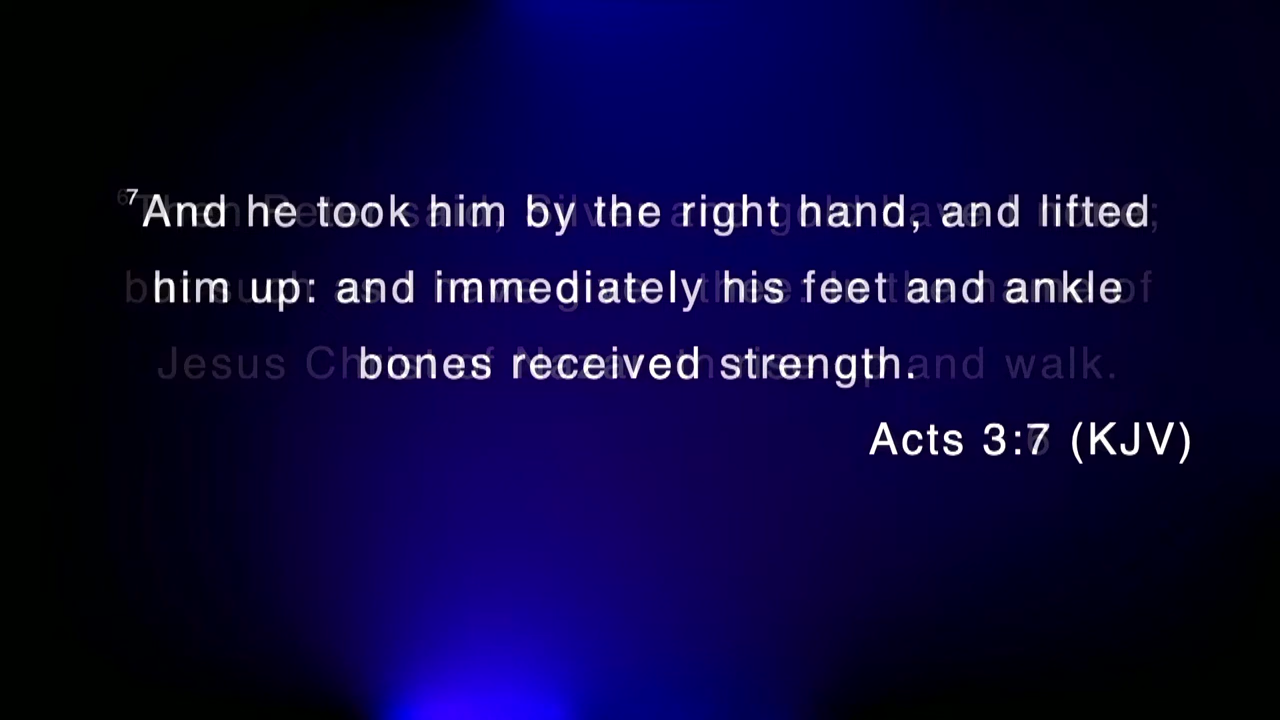 ⁷And he took him by the right hand, and lifted
him up: and immediately his feet and ankle
bones received strength.
Acts 3:7 (KJV)